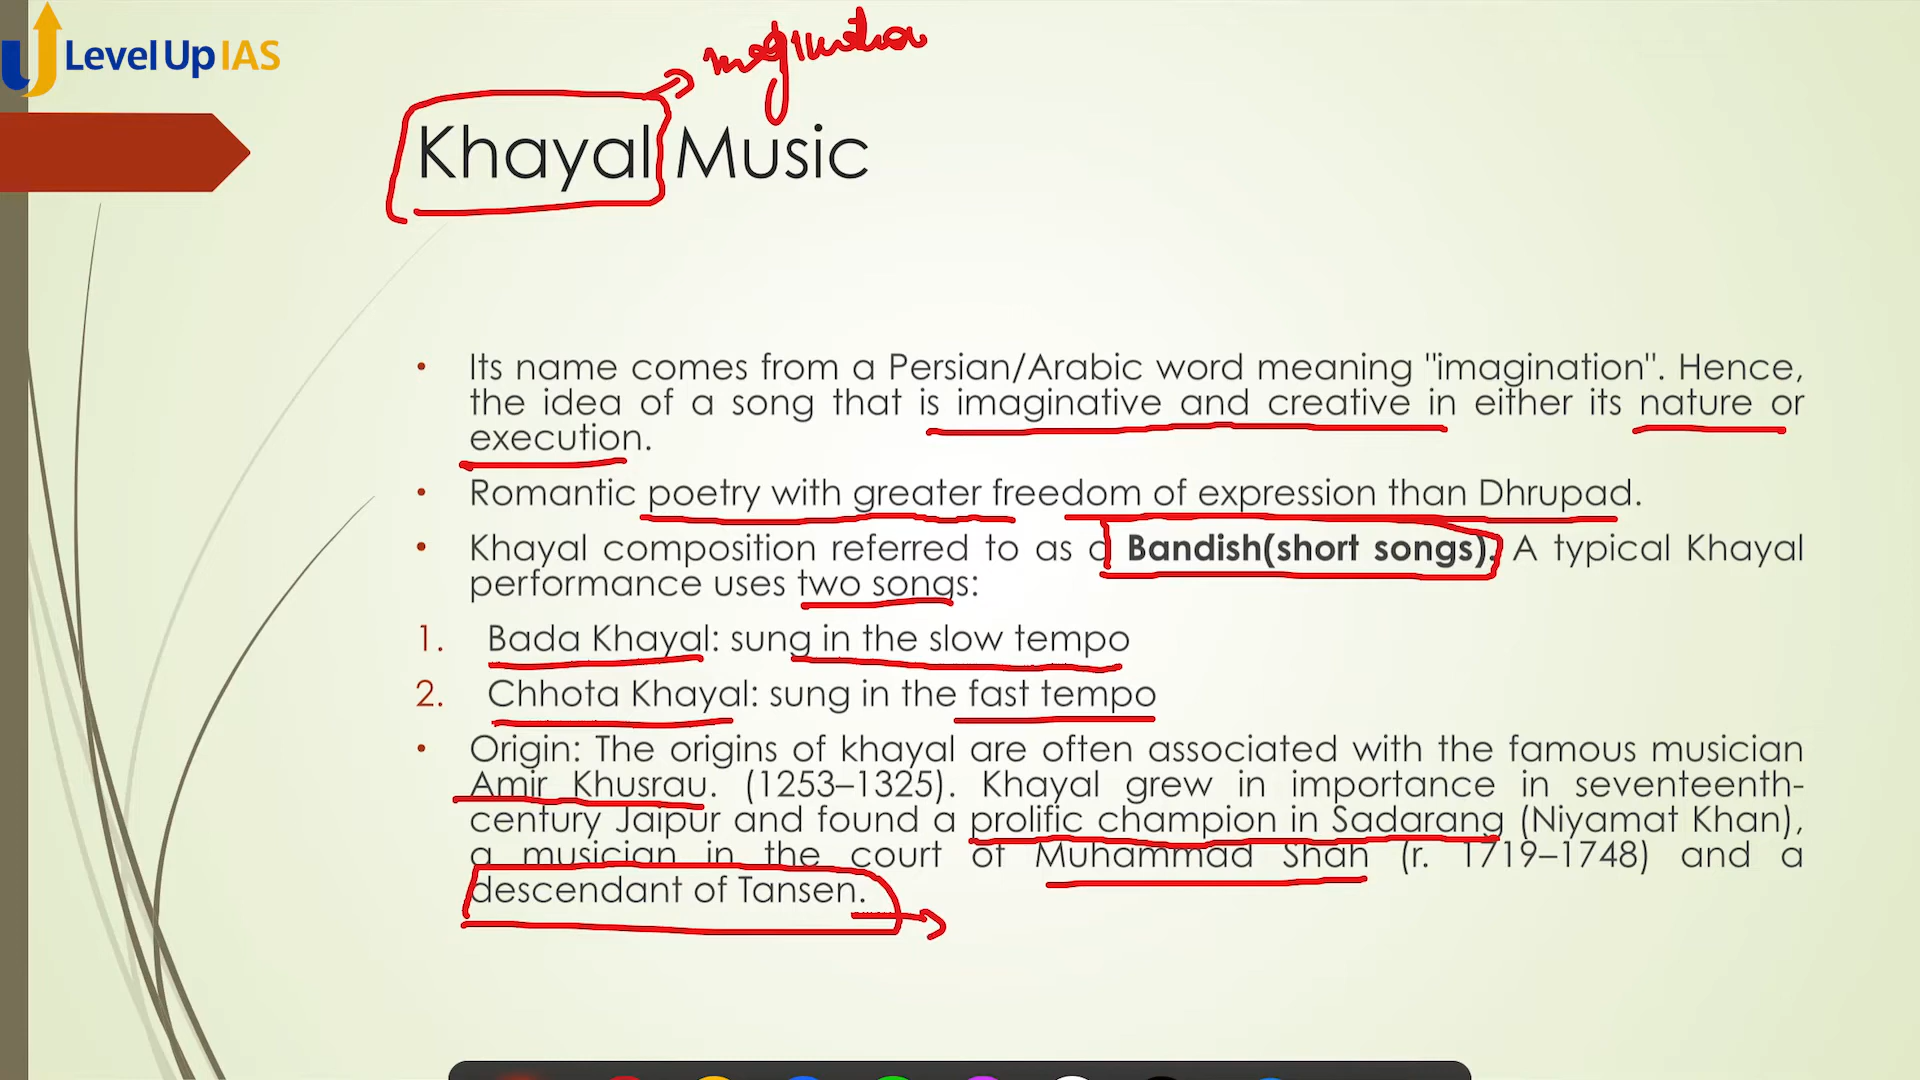 Level Up IAS
imagination
Khayal Music
• Its name comes from a Persian/Arabic word meaning "imagination". Hence,
the idea of a song that is imaginative and creative in either its nature or
execution.
• Romantic poetry with greater freedom of expression than Dhrupad.
• Khayal composition referred to as a Bandish(short songs). A typical Khayal
performance uses two songs:
1. Bada Khayal: sung in the slow tempo
2. Chhota Khayal: sung in the fast tempo
• Origin: The origins of khayal are often associated with the famous musician
Amir Khusrau. (1253–1325). Khayal grew in importance in seventeenth-
century Jaipur and found a prolific champion in Sadarang (Niyamat Khan),
a musician in the court of Muhammad Shah (r. 1719–1748) and a
descendant of Tansen.